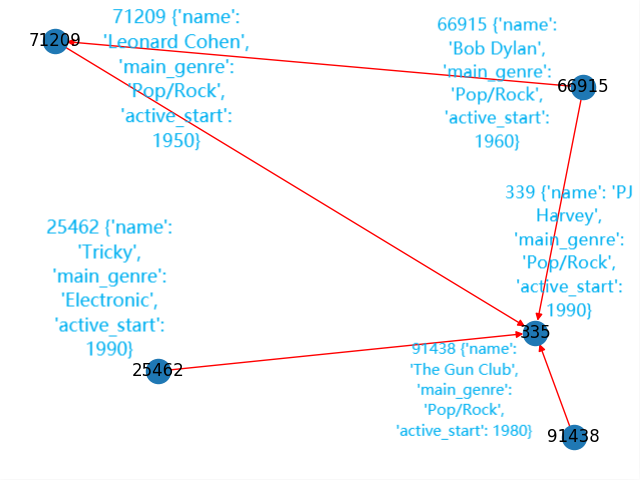 71209 {'name':
'Leonard Cohen',
'main_genre':
'Pop/Rock',
'active_start':
1950}
71209
66915 {'name':
'Bob Dylan',
'main_genre':
'Pop/Rock',
'active_start':
1960}
66915
339 {'name': 'PJ
Harvey',
'main_genre':
'Pop/Rock',
'active_start':
1990}
335
25462 {'name':
'Tricky',
'main_genre':
'Electronic',
'active_start':
1990}
25462
91438 {'name':
'The Gun Club',
'main_genre':
'Pop/Rock',
'active_start': 1980}
91438